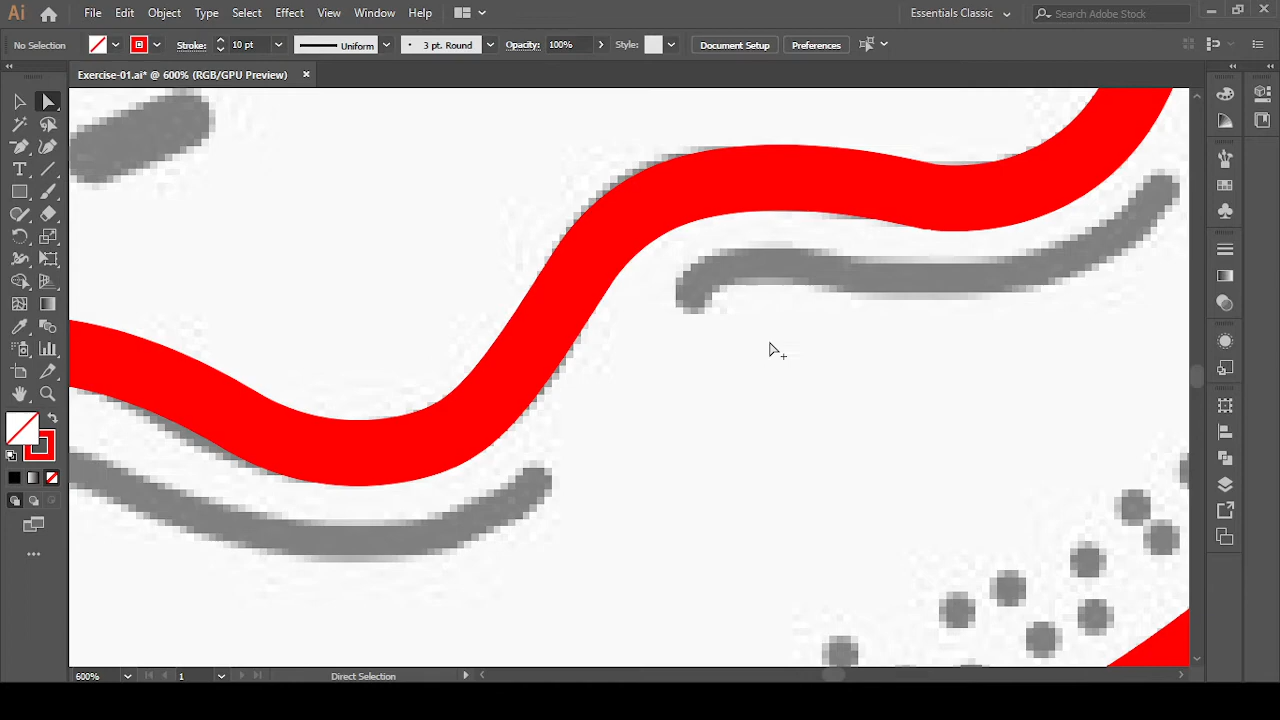 Ai File Edit Object Type Select Effect View Window Help Essentials Classic Search Adobe Stock
No Selection Stroke: 10 pt Uniform 3 pt. Round Opacity: 100% Style: Document Setup Preferences
Exercise-01.ai* @ 600% (RGB/GPU Preview)
600% 1 Direct Selection